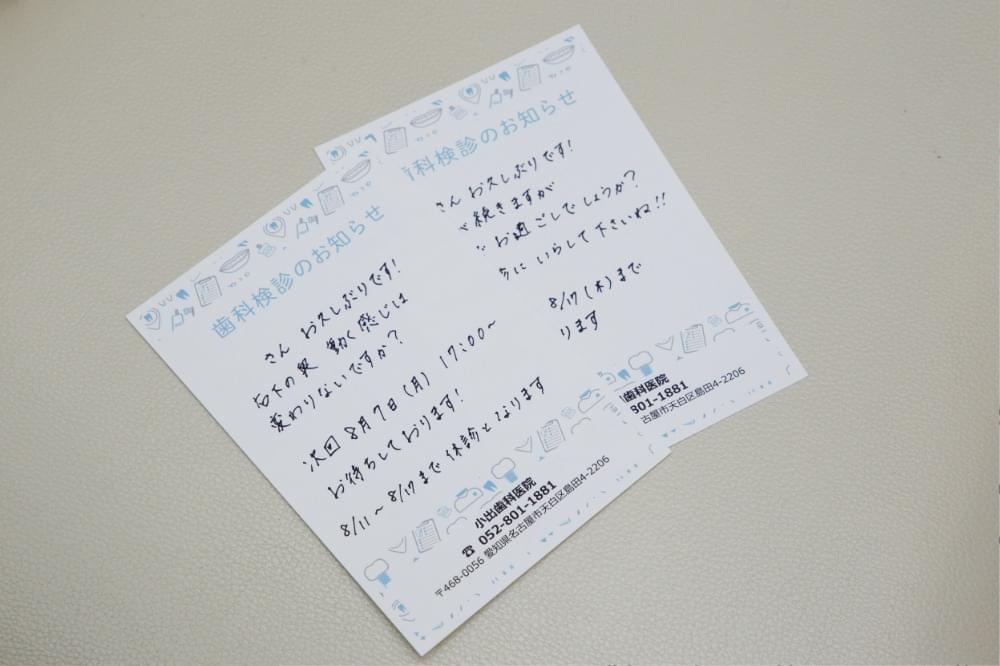 歯科検診のお知らせ
さん お久しぶりです!
右下の奥 動く感じは
変わりないですか?
次回 8月7日(月) 17:00~
お待ちしております!
8/11~8/17まで休診となります
小出歯科医院
☎ 052-801-1881
〒468-0056 愛知県名古屋市天白区島田4-2206
科検診のお知らせ
さん お久しぶりです!
続きますが
お過ごしでしょうか?
にいらして下さいね!!
8/17(木)まで
ります
歯科医院
801-1881
古屋市天白区島田4-2206